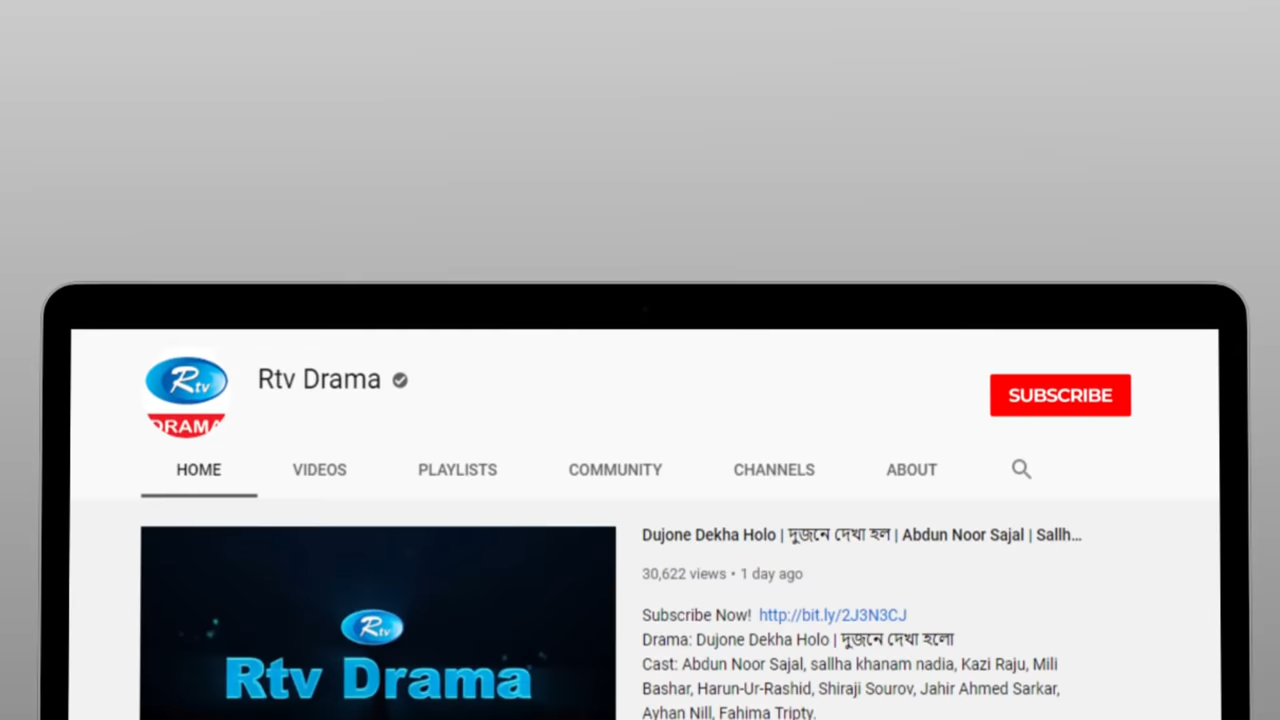 Rtv
DRAMA
Rtv Drama
SUBSCRIBE
HOME VIDEOS PLAYLISTS COMMUNITY CHANNELS ABOUT
Rtv
Rtv Drama
Dujone Dekha Holo | দুজনে দেখা হল | Abdun Noor Sajal | Sallh...
30,622 views • 1 day ago
Subscribe Now! http://bit.ly/2J3N3CJ
Drama: Dujone Dekha Holo | দুজনে দেখা হলো
Cast: Abdun Noor Sajal, sallha khanam nadia, Kazi Raju, Mili
Bashar, Harun-Ur-Rashid, Shiraji Sourov, Jahir Ahmed Sarkar,
Ayhan Nill, Fahima Tripty.